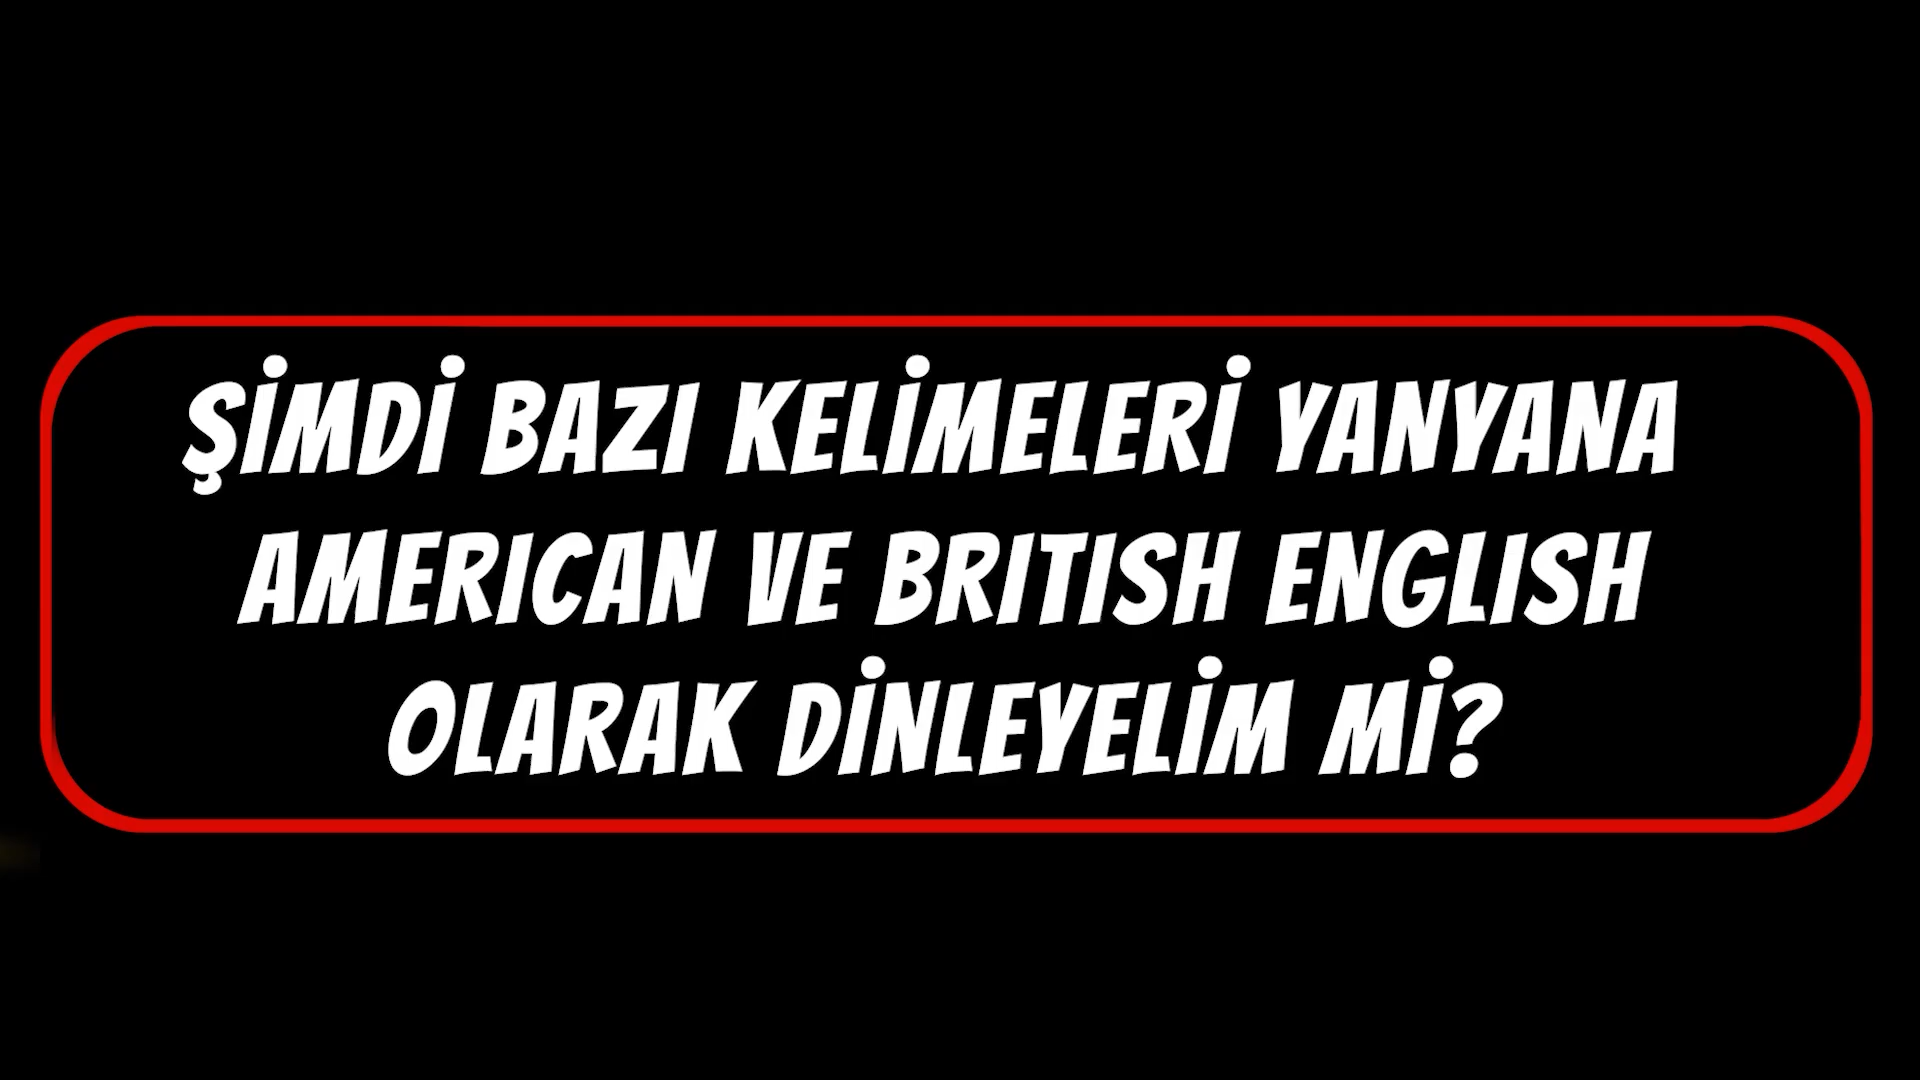 ŞİMDİ BAZI KELİMELERİ YANYANA
AMERICAN VE BRITISH ENGLISH
OLARAK DİNLEYELİM Mİ?